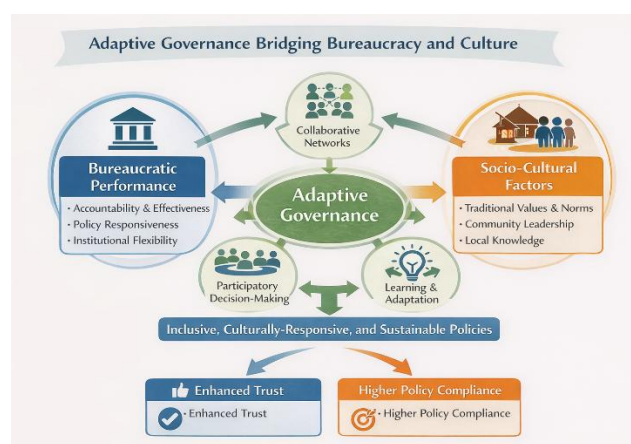 Adaptive Governance Bridging Bureaucracy and Culture
Collaborative
Networks
Bureaucratic
Performance
• Accountability & Effectiveness
• Policy Responsiveness
• Institutional Flexibility
Adaptive
Governance
Socio-Cultural
Factors
• Traditional Values & Norms
• Community Leadership
• Local Knowledge
Participatory
Decision-Making
Learning &
Adaptation
Inclusive, Culturally-Responsive, and Sustainable Policies
Enhanced Trust
• Enhanced Trust
Higher Policy Compliance
• Higher Policy Compliance